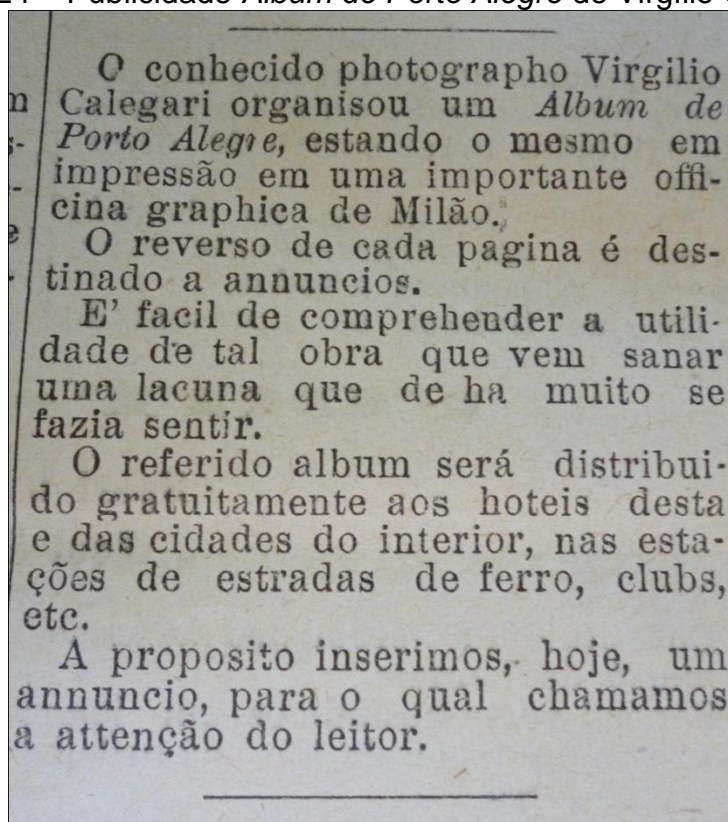 Publicidade Álbum de Porto Alegre de Virgilio
O conhecido photographo Virgilio
Calegari organisou um Album de
Porto Alegre, estando o mesmo em
impressão em uma importante offi-
cina graphica de Milão.
O reverso de cada pagina é des-
tinado a annuncios.
E' facil de comprehender a utili-
dade de tal obra que vem sanar
uma lacuna que de ha muito se
fazia sentir.
O referido album será distribui-
do gratuitamente aos hoteis desta
e das cidades do interior, nas esta-
ções de estradas de ferro, clubs,
etc.
A proposito inserimos, hoje, um
annuncio, para o qual chamamos
a attenção do leitor.